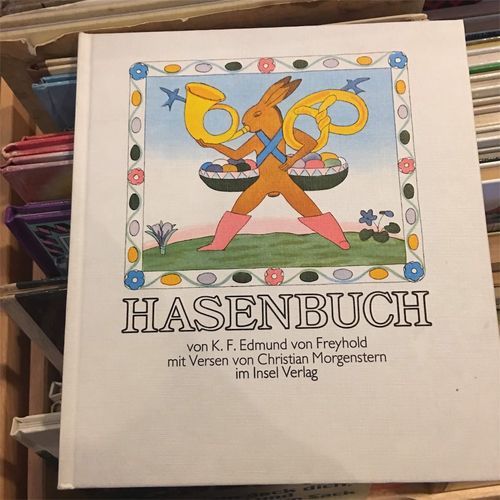 HASENBUCH
von K. F. Edmund von Freyhold
mit Versen von Christian Morgenstern
im Insel Verlag